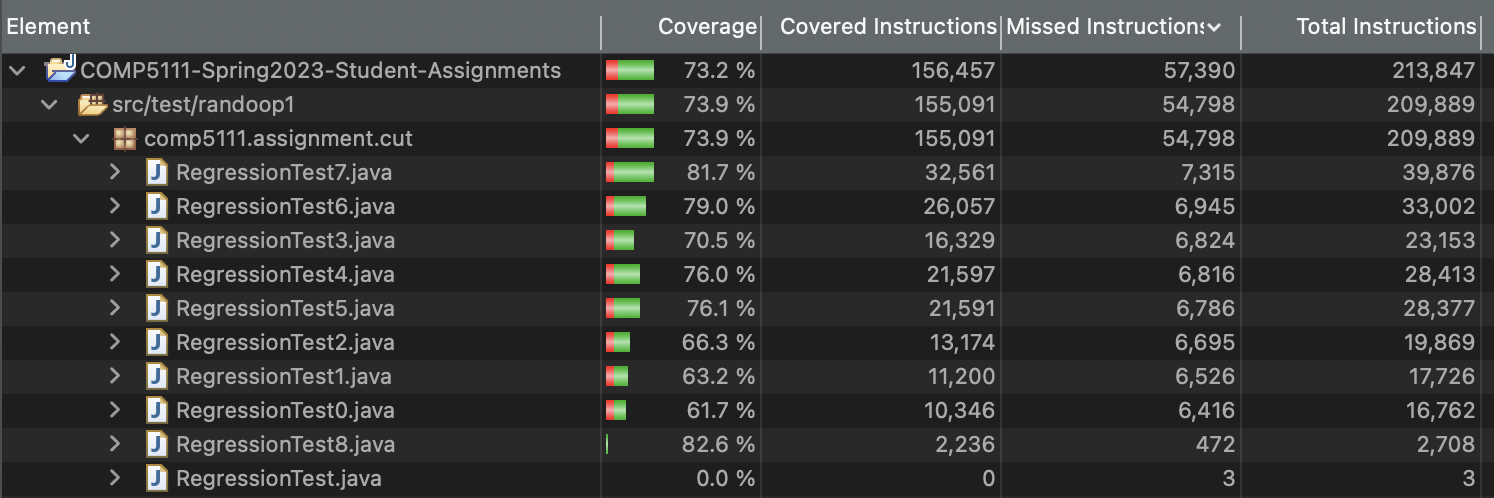 Element Coverage Covered Instructions Missed Instructions Total Instructions
COMP5111-Spring2023-Student-Assignments 73.2 % 156,457 57,390 213,847
src/test/randoop1 73.9 % 155,091 54,798 209,889
comp5111.assignment.cut 73.9 % 155,091 54,798 209,889
RegressionTest7.java 81.7 % 32,561 7,315 39,876
RegressionTest6.java 79.0 % 26,057 6,945 33,002
RegressionTest3.java 70.5 % 16,329 6,824 23,153
RegressionTest4.java 76.0 % 21,597 6,816 28,413
RegressionTest5.java 76.1 % 21,591 6,786 28,377
RegressionTest2.java 66.3 % 13,174 6,695 19,869
RegressionTest1.java 63.2 % 11,200 6,526 17,726
RegressionTest0.java 61.7 % 10,346 6,416 16,762
RegressionTest8.java 82.6 % 2,236 472 2,708
RegressionTest.java 0.0 % 0 3 3